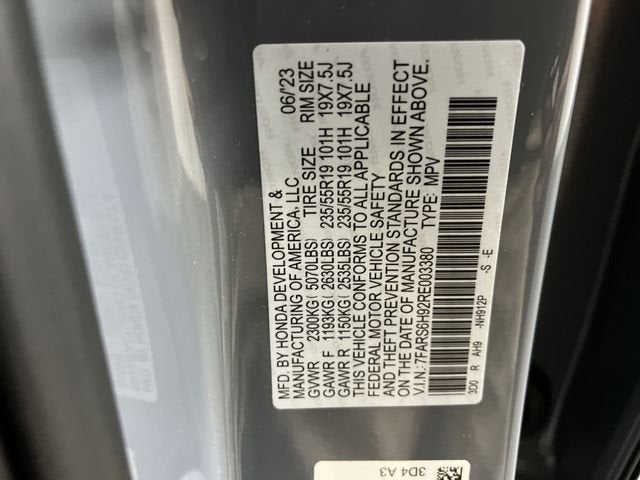 MFD. BY HONDA DEVELOPMENT & 06/'23
MANUFACTURING OF AMERICA, LLC
TIRE SIZE RIM SIZE
GVWR 2300KG( 5070LBS)
GAWR F 1193KG( 2630LBS) 235/55R19 101H 19X7.5J
GAWR R 1150KG( 2535LBS) 235/55R19 101H 19X7.5J
THIS VEHICLE CONFORMS TO ALL APPLICABLE
FEDERAL MOTOR VEHICLE SAFETY
AND THEFT PREVENTION STANDARDS IN EFFECT
ON THE DATE OF MANUFACTURE SHOWN ABOVE.
V.I.N.: 7FARS6H92RE003380 TYPE: MPV
3D0 R AH9 -NH912P -S -E
3D4 A3